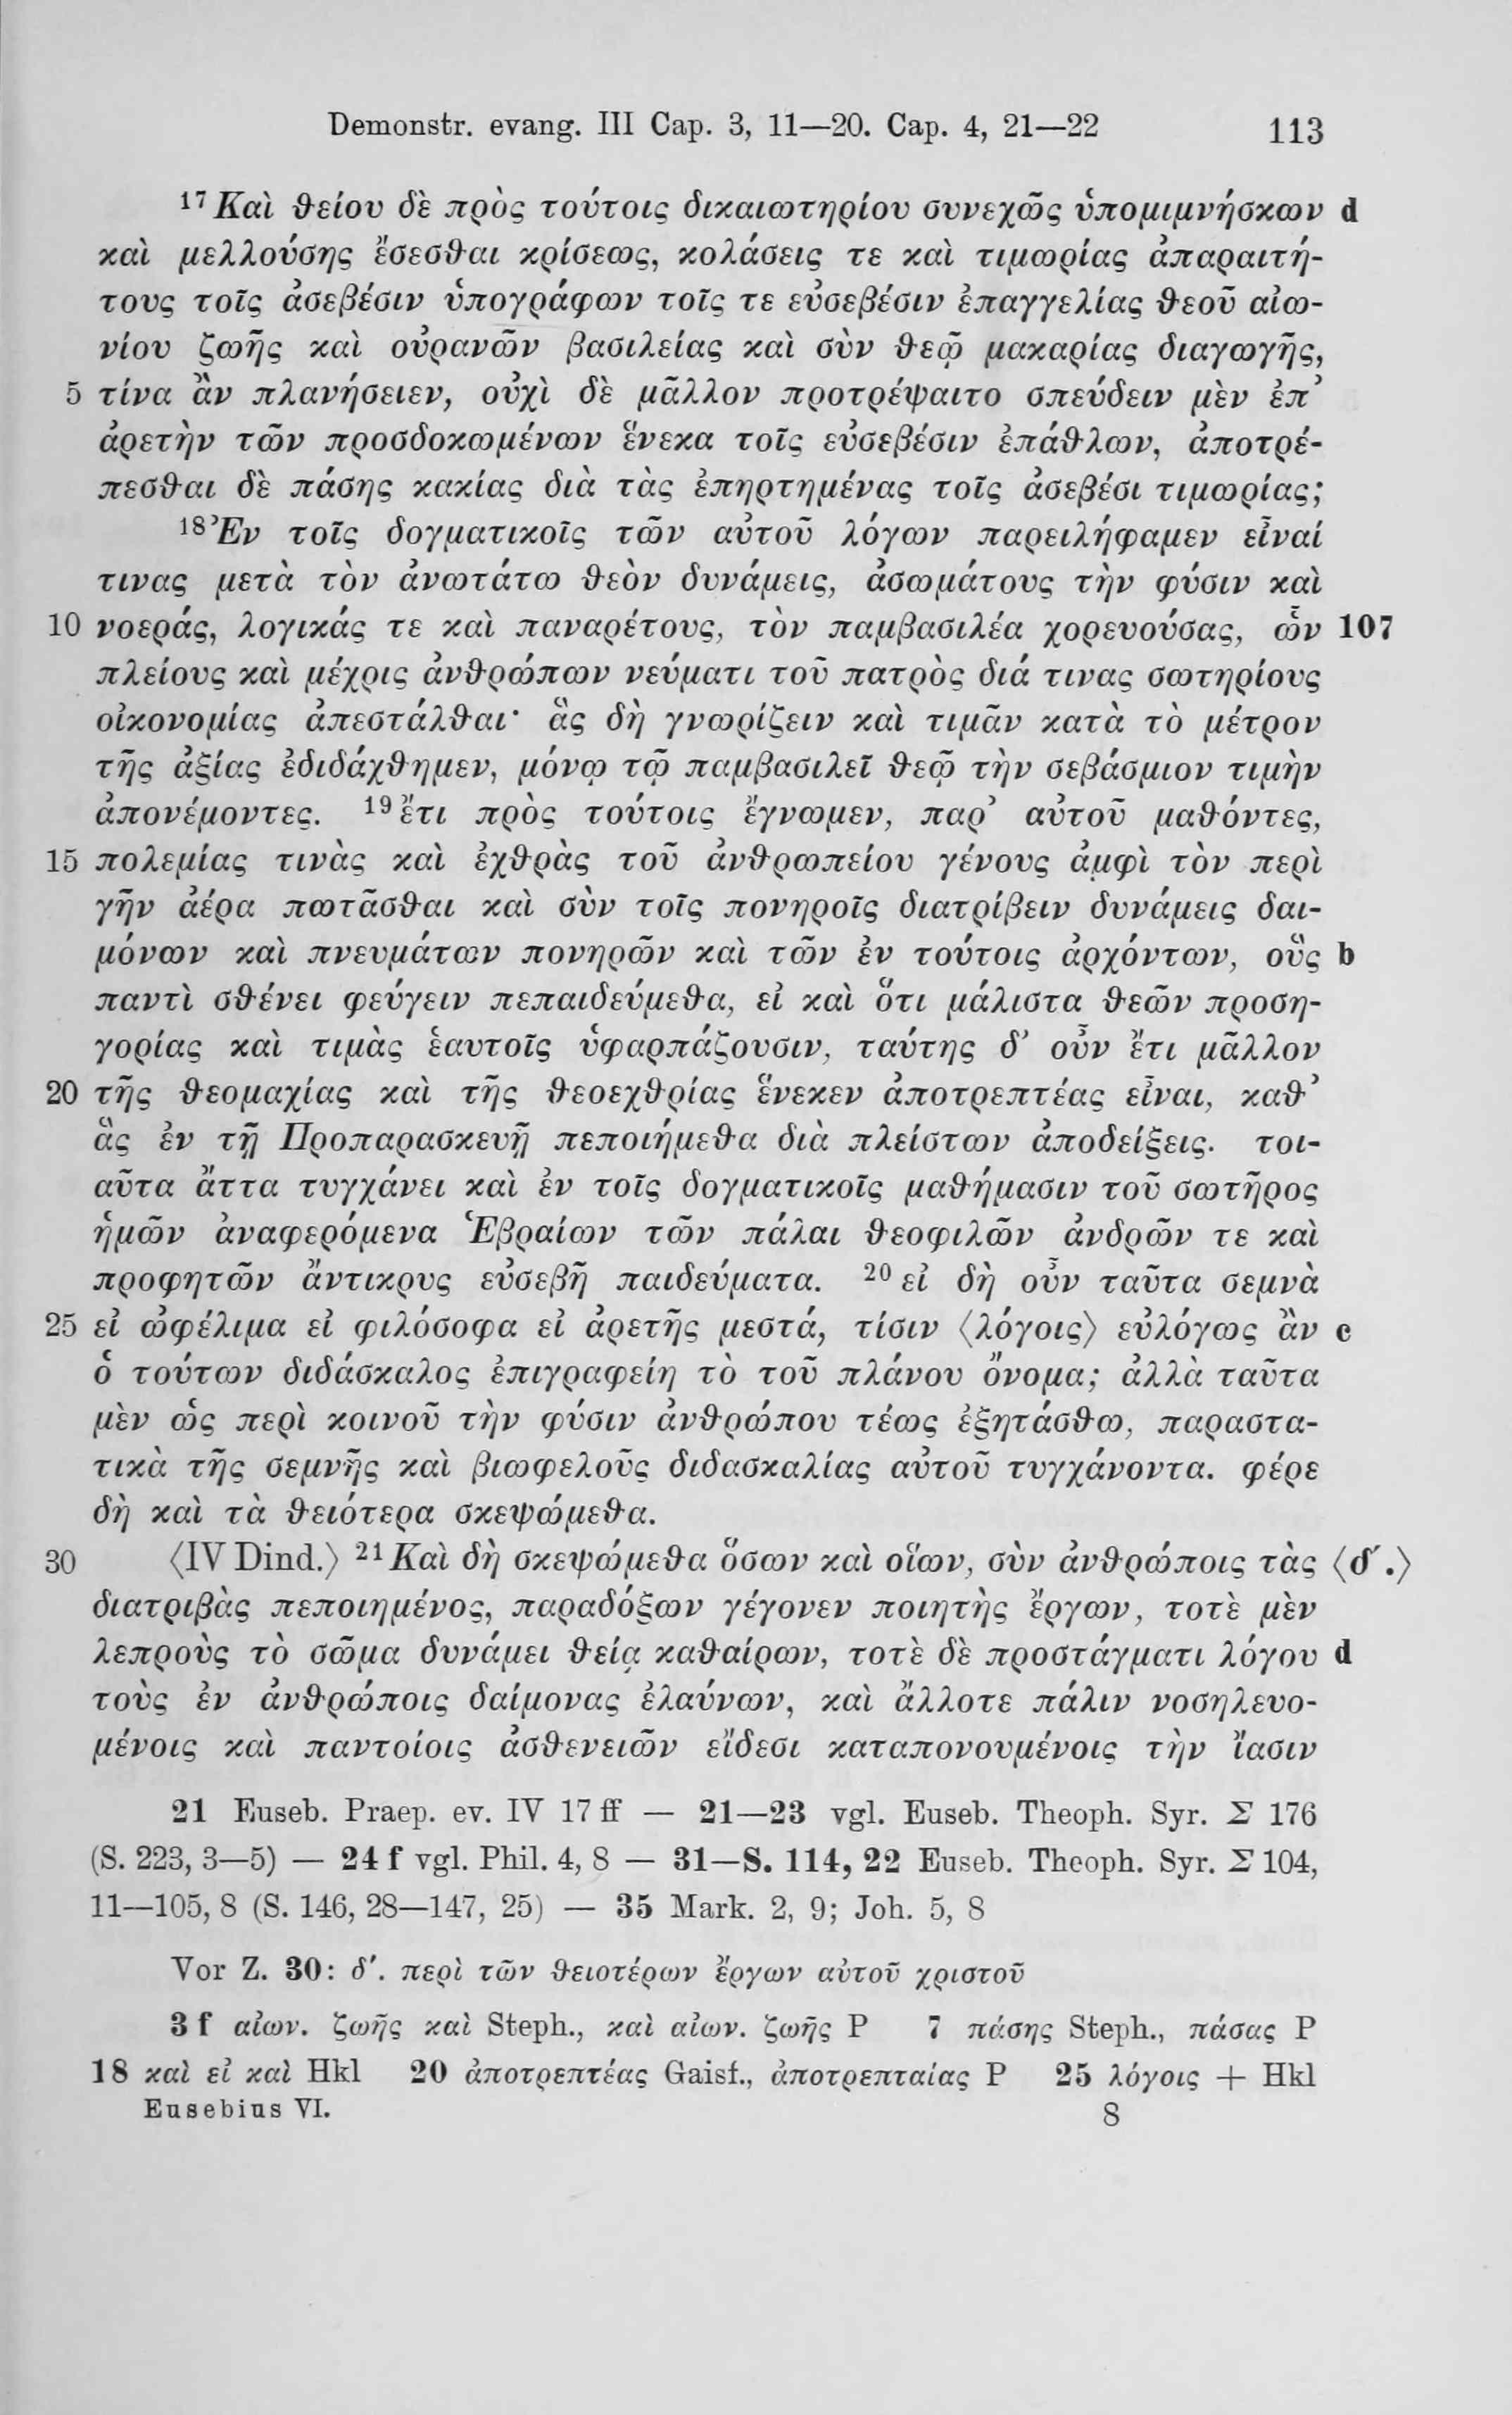 Demonstr. evang. III Cap. 3, 11—20. Cap. 4, 21—22 113
17 Καὶ θείου δὲ πρὸς τούτοις δικαιωτηρίου συνεχῶς ὑπομιμνήσκων d
καὶ μελλούσης ἔσεσθαι κρίσεως, κολάσεις τε καὶ τιμωρίας ἀπαραιτή-
τους τοῖς ἀσεβέσιν ὑπογράφων τοῖς τε εὐσεβέσιν ἐπαγγελίας θεοῦ αἰω-
νίου ζωῆς καὶ οὐρανῶν βασιλείας καὶ σὺν θεῷ μακαρίας διαγωγῆς,
5 τίνα ἂν πλανήσειεν, οὐχὶ δὲ μᾶλλον προτρέψαιτο σπεύδειν μὲν ἐπ’
ἀρετὴν τῶν προσδοκωμένων ἕνεκα τοῖς εὐσεβέσιν ἐπάθλων, ἀποτρέ-
πεσθαι δὲ πάσης κακίας διὰ τὰς ἐπηρτημένας τοῖς ἀσεβέσι τιμωρίας;
18 Ἐν τοῖς δογματικοῖς τῶν αὐτοῦ λόγων παρειλήφαμεν εἶναί
τινας μετὰ τὸν ἀνωτάτω θεὸν δυνάμεις, ἀσωμάτους τὴν φύσιν καὶ
10 νοεράς, λογικάς τε καὶ παναρέτους, τὸν παμβασιλέα χορευούσας, ὧν 107
πλείους καὶ μέχρις ἀνθρώπων νεύματι τοῦ πατρὸς διά τινας σωτηρίους
οἰκονομίας ἀπεστάλθαι· ἃς δὴ γνωρίζειν καὶ τιμᾶν κατὰ τὸ μέτρον
τῆς ἀξίας ἐδιδάχθημεν, μόνῳ τῷ παμβασιλεῖ θεῷ τὴν σεβάσμιον τιμὴν
ἀπονέμοντες. 19 ἔτι πρὸς τούτοις ἔγνωμεν, παρ’ αὐτοῦ μαθόντες,
15 πολεμίας τινὰς καὶ ἐχθρὰς τοῦ ἀνθρωπείου γένους ἀμφὶ τὸν περὶ
γῆν ἀέρα πωτᾶσθαι καὶ σὺν τοῖς πονηροῖς διατρίβειν δυνάμεις δαι-
μόνων καὶ πνευμάτων πονηρῶν καὶ τῶν ἐν τούτοις ἀρχόντων, οὓς b
παντὶ σθένει φεύγειν πεπαιδεύμεθα, εἰ καὶ ὅτι μάλιστα θεῶν προση-
γορίας καὶ τιμὰς ἑαυτοῖς ὑφαρπάζουσιν, ταύτης δ’ οὖν ἔτι μᾶλλον
20 τῆς θεομαχίας καὶ τῆς θεοεχθρίας ἕνεκεν ἀποτρεπτέας εἶναι, καθ’
ἃς ἐν τῇ Προπαρασκευῇ πεποιήμεθα διὰ πλείστων ἀποδείξεις. τοι-
αῦτα ἄττα τυγχάνει καὶ ἐν τοῖς δογματικοῖς μαθήμασιν τοῦ σωτῆρος
ἡμῶν ἀναφερόμενα Ἑβραίων τῶν πάλαι θεοφιλῶν ἀνδρῶν τε καὶ
προφητῶν ἄντικρυς εὐσεβῆ παιδεύματα. 20 εἰ δὴ οὖν ταῦτα σεμνὰ
25 εἰ ὠφέλιμα εἰ φιλόσοφα εἰ ἀρετῆς μεστά, τίσιν ⟨λόγοις⟩ εὐλόγως ἂν c
ὁ τούτων διδάσκαλος ἐπιγραφείη τὸ τοῦ πλάνου ὄνομα; ἀλλὰ ταῦτα
μὲν ὡς περὶ κοινοῦ τὴν φύσιν ἀνθρώπου τέως ἐξητάσθω, παραστα-
τικὰ τῆς σεμνῆς καὶ βιωφελοῦς διδασκαλίας αὐτοῦ τυγχάνοντα. φέρε
δὴ καὶ τὰ θειότερα σκεψώμεθα.
30 ⟨IV Dind.⟩ 21 Καὶ δὴ σκεψώμεθα ὅσων καὶ οἵων, σὺν ἀνθρώποις τὰς ⟨δ´.⟩
διατριβὰς πεποιημένος, παραδόξων γέγονεν ποιητὴς ἔργων, τοτὲ μὲν
λεπροὺς τὸ σῶμα δυνάμει θείᾳ καθαίρων, τοτὲ δὲ προστάγματι λόγου d
τοὺς ἐν ἀνθρώποις δαίμονας ἐλαύνων, καὶ ἄλλοτε πάλιν νοσηλευο-
μένοις καὶ παντοίοις ἀσθενειῶν εἴδεσι καταπονουμένοις τὴν ἴασιν
21 Euseb. Praep. ev. IV 17 ff — 21—23 vgl. Euseb. Theoph. Syr. Σ 176
(S. 223, 3—5) — 24 f vgl. Phil. 4, 8 — 31—S. 114, 22 Euseb. Theoph. Syr. Σ 104,
11—105, 8 (S. 146, 28—147, 25) — 35 Mark. 2, 9; Joh. 5, 8
Vor Z. 30: δ´. περὶ τῶν θειοτέρων ἔργων αὐτοῦ χριστοῦ
3 f αἰων. ζωῆς καὶ Steph., καὶ αἰων. ζωῆς P 7 πάσης Steph., πάσας P
18 καὶ εἰ καὶ Hkl 20 ἀποτρεπτέας Gaisf., ἀποτρεπταίας P 25 λόγοις + Hkl
Eusebius VI. 8